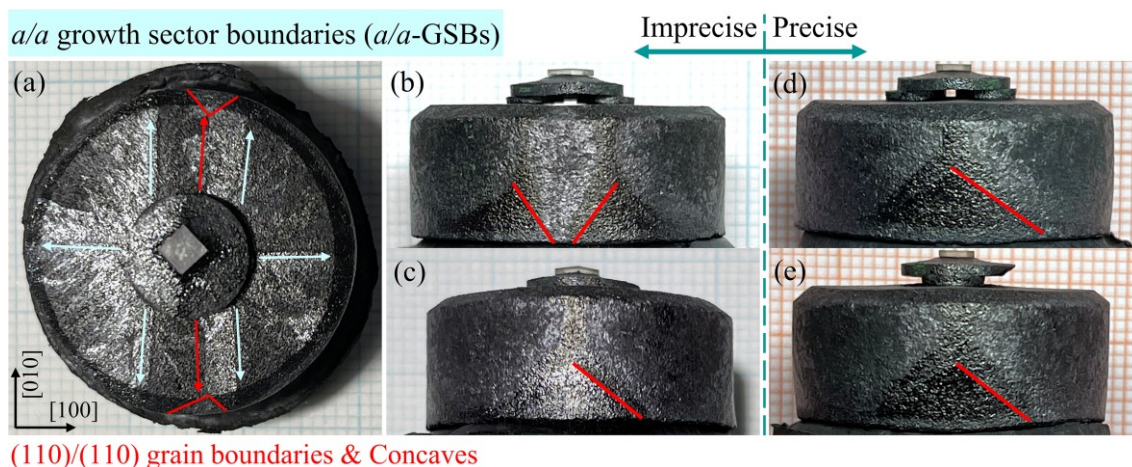 a/a growth sector boundaries (a/a-GSBs)
Imprecise Precise
(a)
(b)
(d)
(c)
(e)
[010]
[100]
(110)/(110) grain boundaries & Concaves